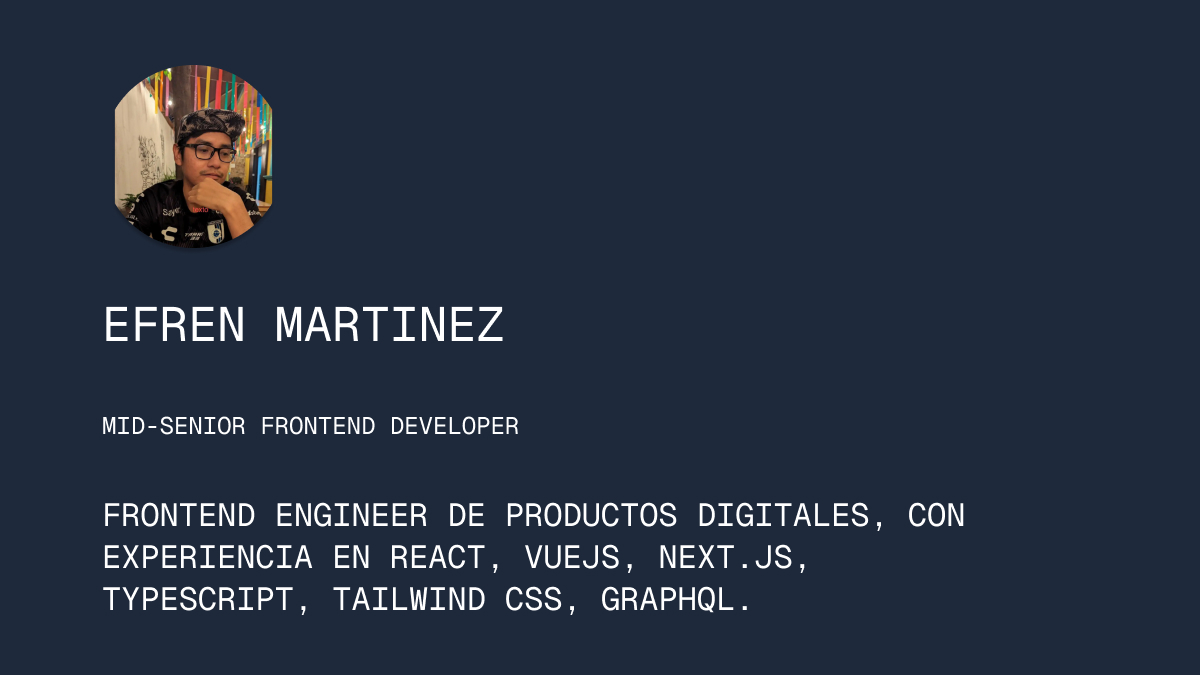 EFREN MARTINEZ
MID-SENIOR FRONTEND DEVELOPER
FRONTEND ENGINEER DE PRODUCTOS DIGITALES, CON
EXPERIENCIA EN REACT, VUEJS, NEXT.JS,
TYPESCRIPT, TAILWIND CSS, GRAPHQL.